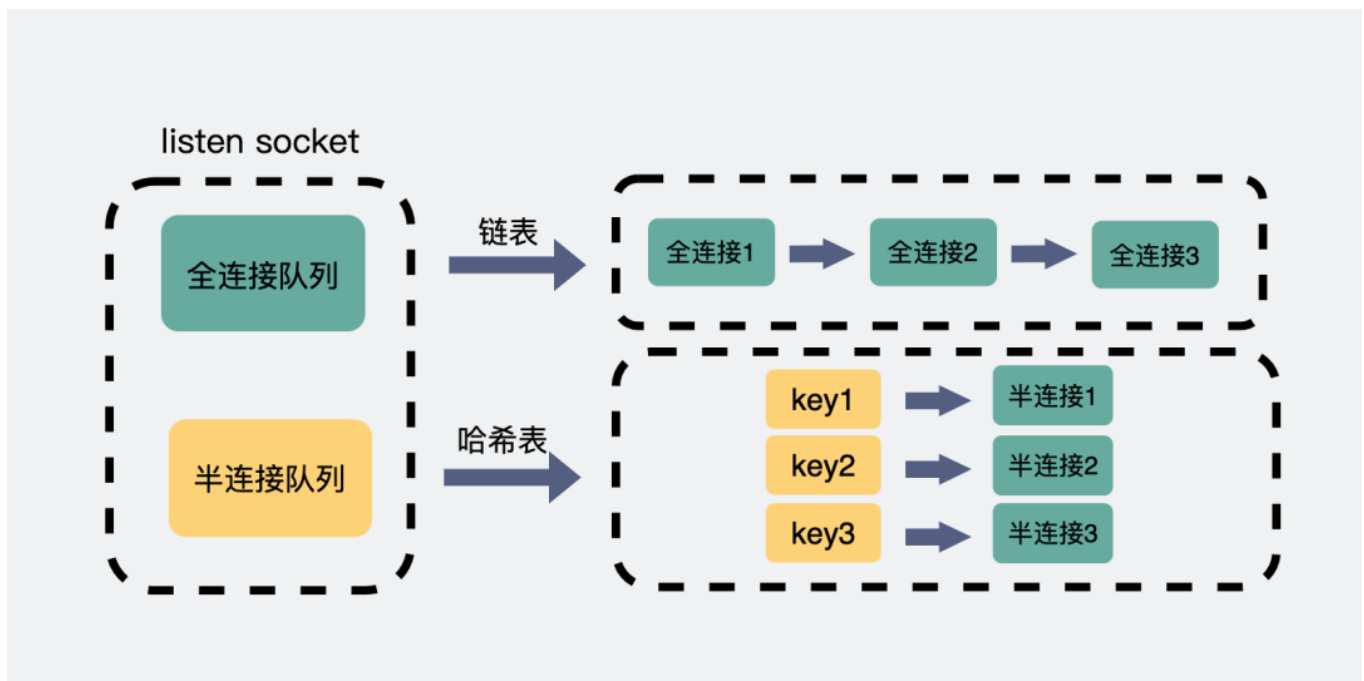 listen socket
全连接队列
链表
全连接1
全连接2
全连接3
半连接队列
哈希表
key1
半连接1
key2
半连接2
key3
半连接3